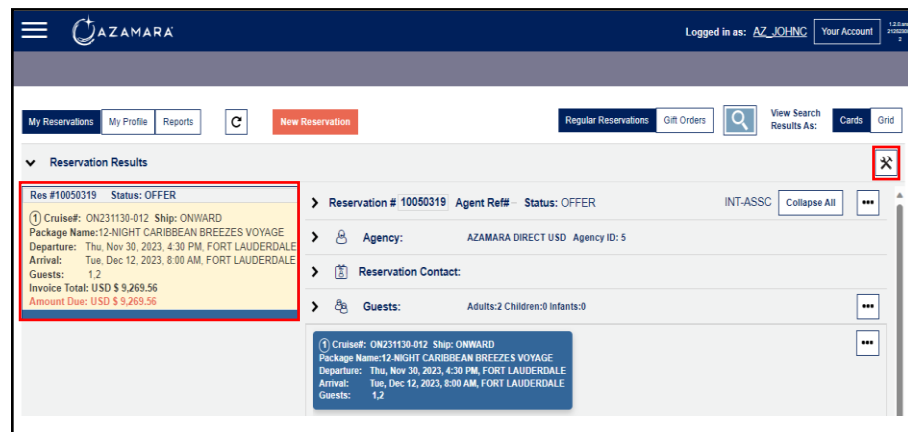 AZAMARA
Logged in as: AZ_JOHNC Your Account
My Reservations My Profile Reports New Reservation Regular Reservations Gift Orders View Search Results As: Cards Grid
Reservation Results
Res #10050319 Status: OFFER
1 Cruise#: ON231130-012 Ship: ONWARD
Package Name:12-NIGHT CARIBBEAN BREEZES VOYAGE
Departure: Thu, Nov 30, 2023, 4:30 PM, FORT LAUDERDALE
Arrival: Tue, Dec 12, 2023, 8:00 AM, FORT LAUDERDALE
Guests: 1,2
Invoice Total: USD $ 9,269.56
Amount Due: USD $ 9,269.56
Reservation # 10050319 Agent Ref# - Status: OFFER INT-ASSC Collapse All
Agency: AZAMARA DIRECT USD Agency ID: 5
Reservation Contact:
Guests: Adults:2 Children:0 Infants:0
1 Cruise#: ON231130-012 Ship: ONWARD
Package Name:12-NIGHT CARIBBEAN BREEZES VOYAGE
Departure: Thu, Nov 30, 2023, 4:30 PM, FORT LAUDERDALE
Arrival: Tue, Dec 12, 2023, 8:00 AM, FORT LAUDERDALE
Guests: 1,2